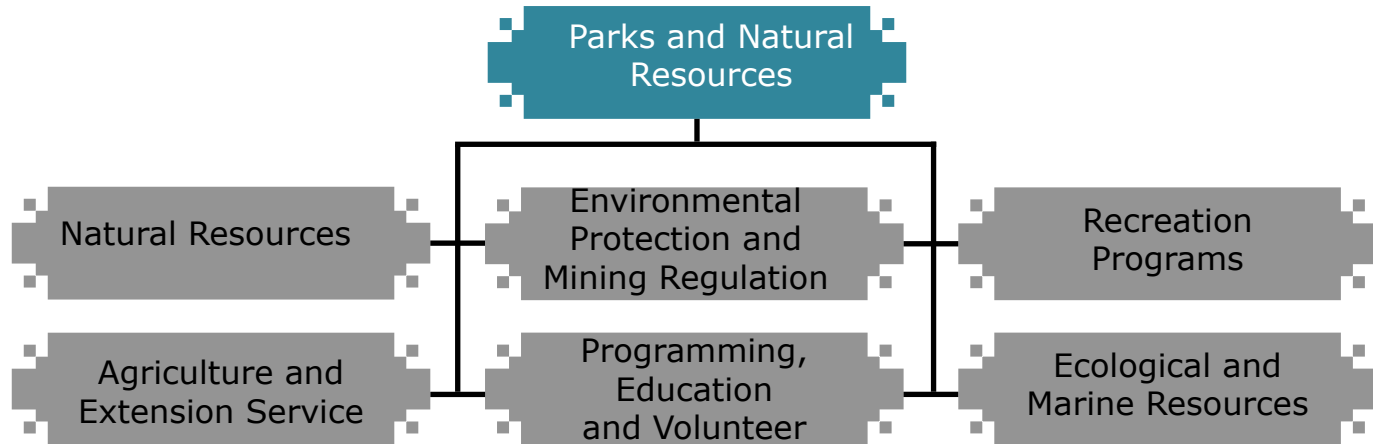 Parks and Natural
Resources
Natural Resources
Environmental
Protection and
Mining Regulation
Recreation
Programs
Agriculture and
Extension Service
Programming,
Education
and Volunteer
Ecological and
Marine Resources